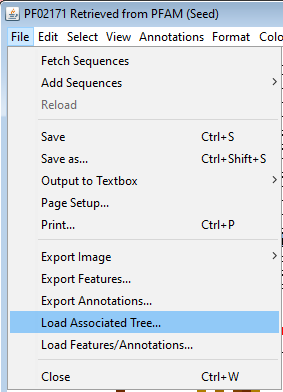 PF02171 Retrieved from PFAM (Seed)
File Edit Select View Annotations Format Colo
Fetch Sequences
Add Sequences
Reload
Save Ctrl+S
Save as... Ctrl+Shift+S
Output to Textbox
Page Setup...
Print... Ctrl+P
Export Image
Export Features...
Export Annotations...
Load Associated Tree...
Load Features/Annotations...
Close Ctrl+W